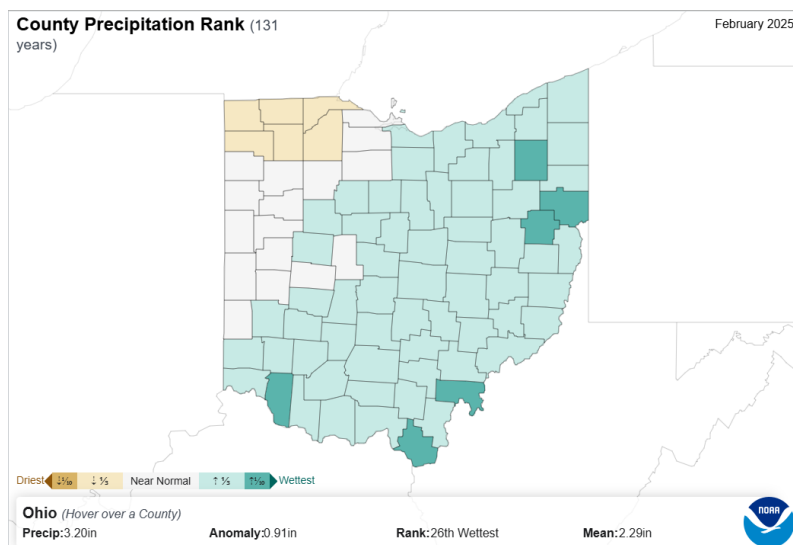 County Precipitation Rank (131 years)
February 2025
Driest ↓⅒ ↓⅓ Near Normal ↑⅓ ↑⅒ Wettest
Ohio (Hover over a County)
Precip:3.20in Anomaly:0.91in Rank:26th Wettest Mean:2.29in
NOAA